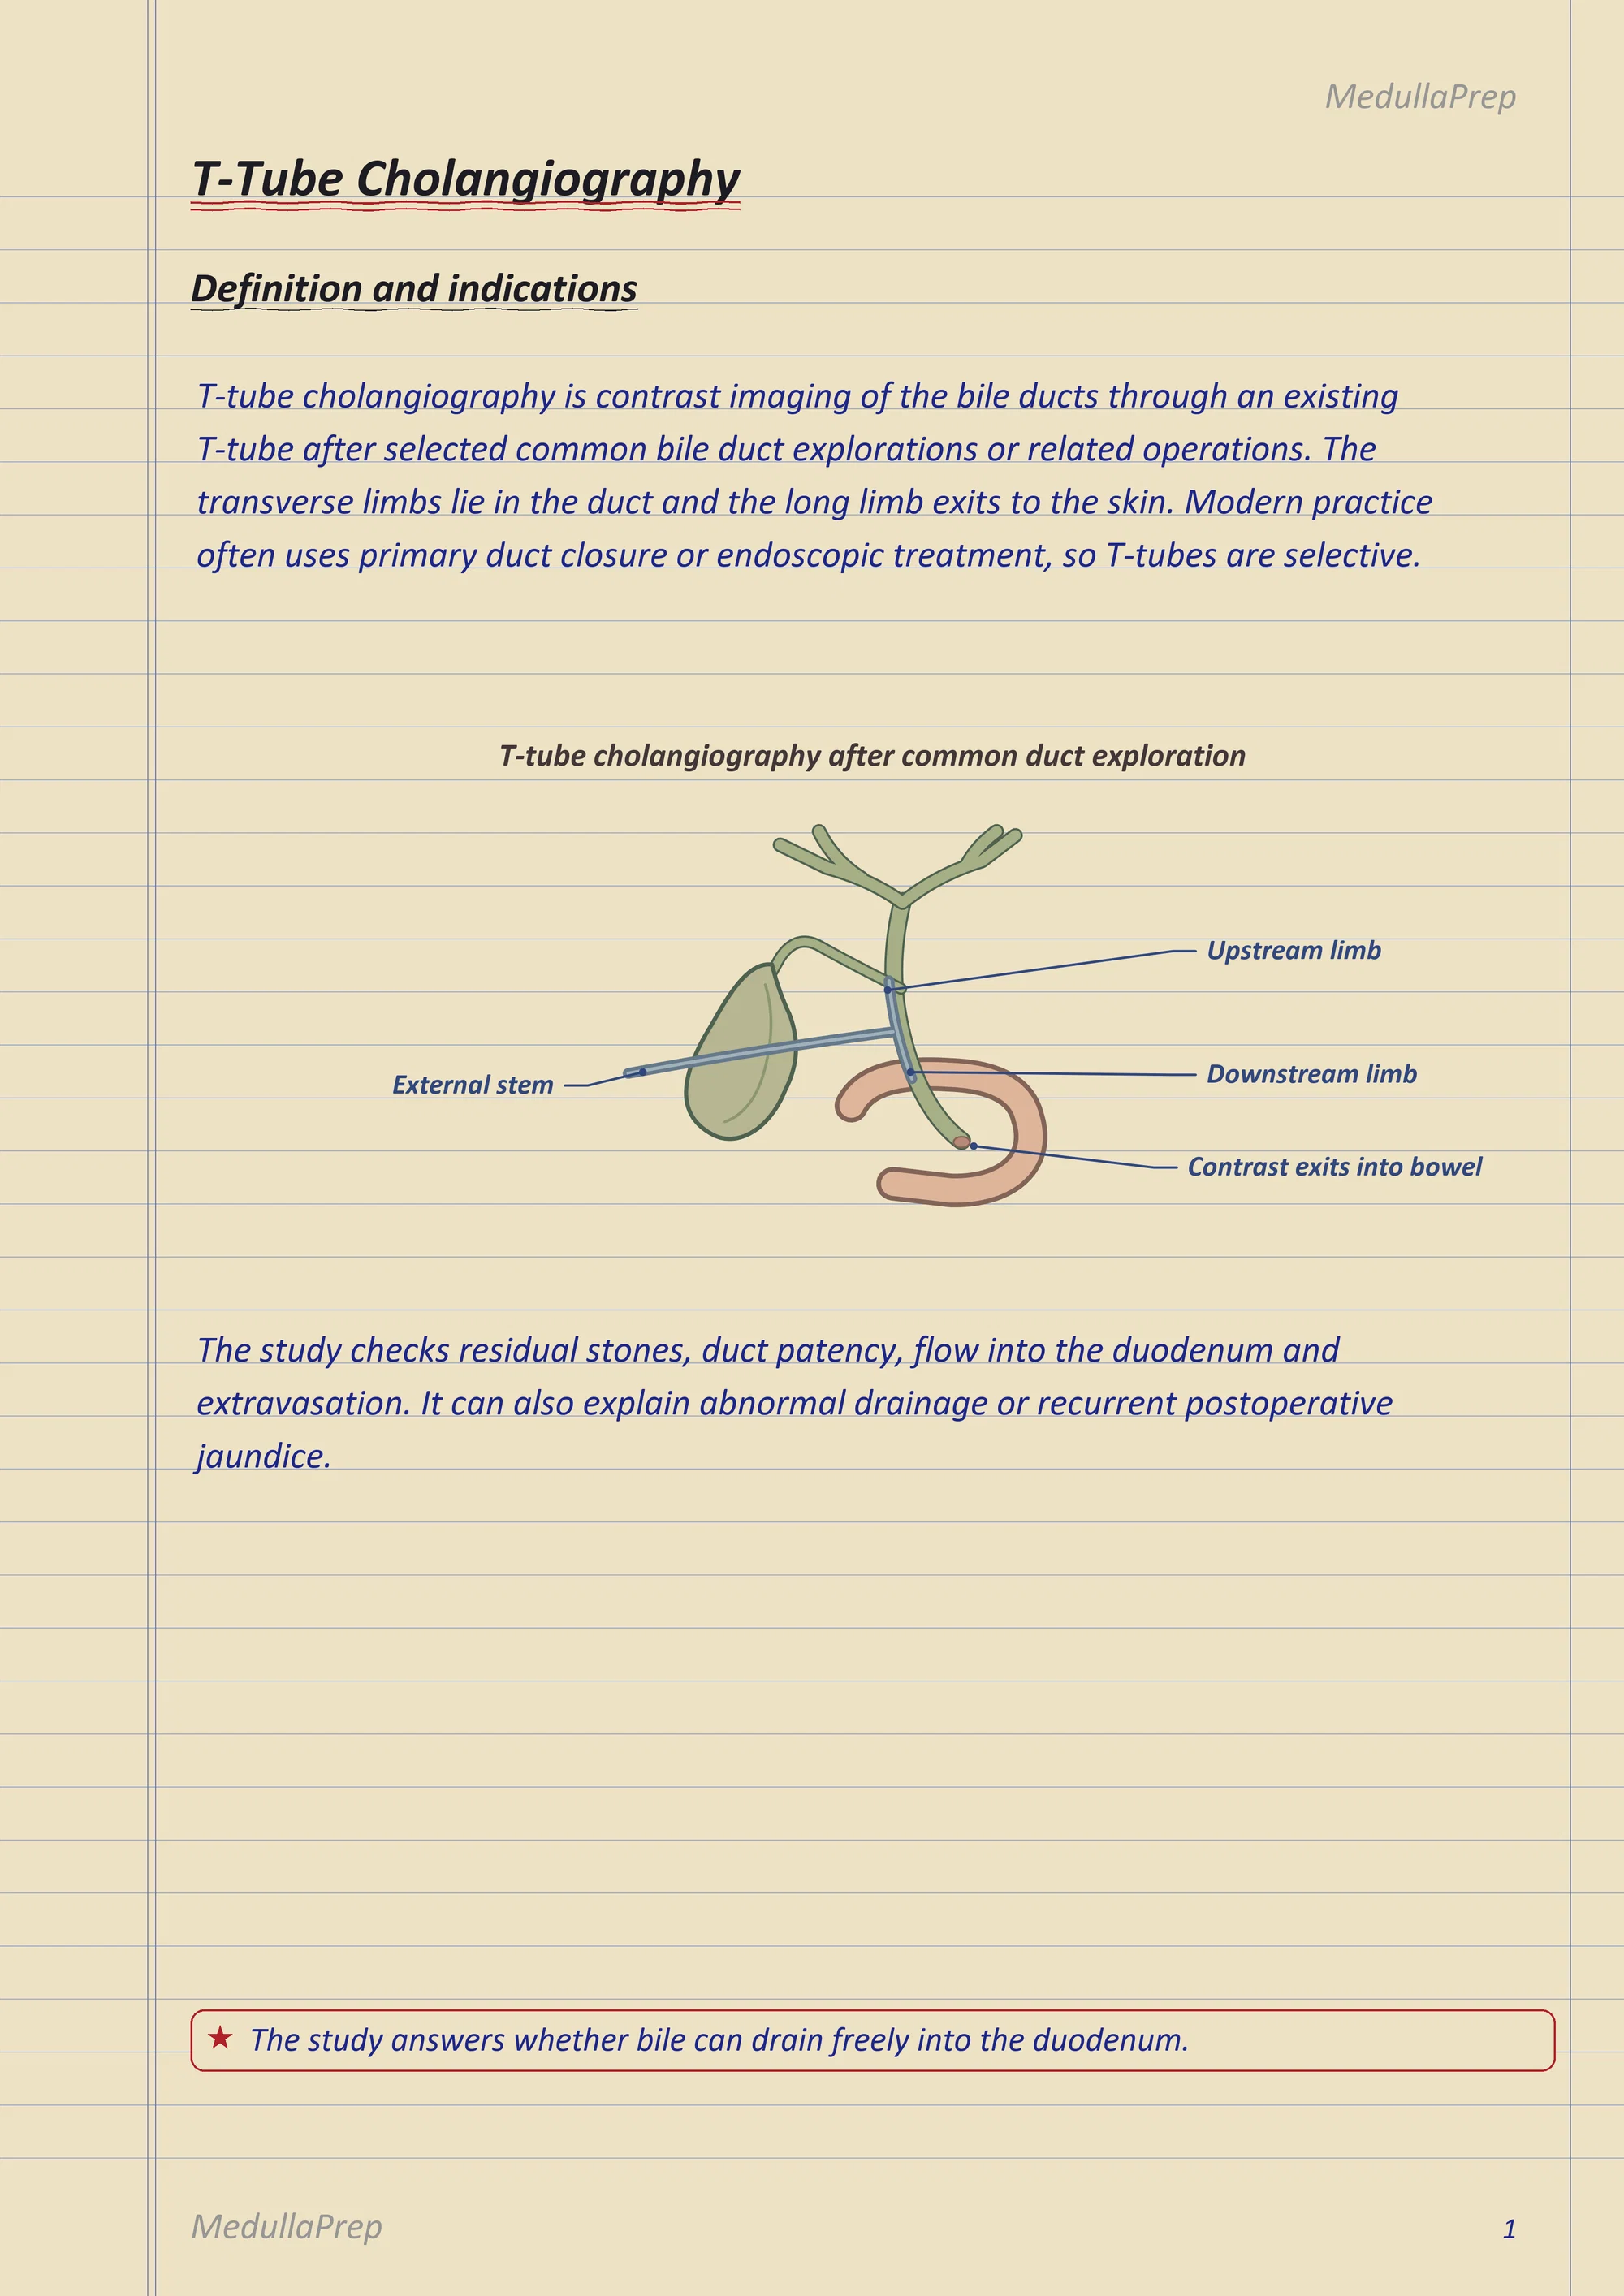 MedullaPrep
T-Tube Cholangiography
Definition and indications
T-tube cholangiography is contrast imaging of the bile ducts through an existing
T-tube after selected common bile duct explorations or related operations. The
transverse limbs lie in the duct and the long limb exits to the skin. Modern practice
often uses primary duct closure or endoscopic treatment, so T-tubes are selective.
T-tube cholangiography after common duct exploration
Upstream limb
Downstream limb
External stem
Contrast exits into bowel
The study checks residual stones, duct patency, flow into the duodenum and
extravasation. It can also explain abnormal drainage or recurrent postoperative
jaundice.
★ The study answers whether bile can drain freely into the duodenum.
MedullaPrep
1